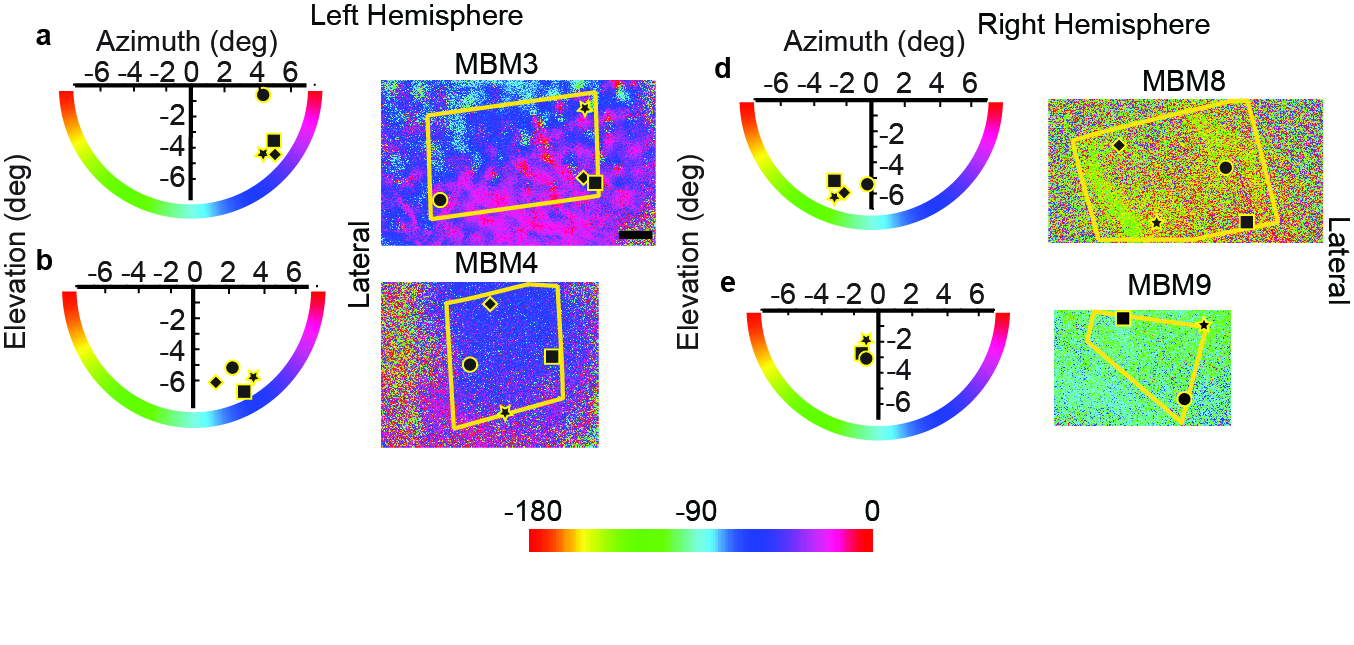 Left Hemisphere
Right Hemisphere
a
Azimuth (deg)
-6 -4 -2 0 2 4 6
-2
-4
-6
MBM3
b
-6 -4 -2 0 2 4 6
-2
-4
-6
MBM4
Elevation (deg)
Lateral
d
Azimuth (deg)
-6 -4 -2 0 2 4 6
-2
-4
-6
MBM8
e
-6 -4 -2 0 2 4 6
-2
-4
-6
MBM9
Elevation (deg)
Lateral
-180 -90 0